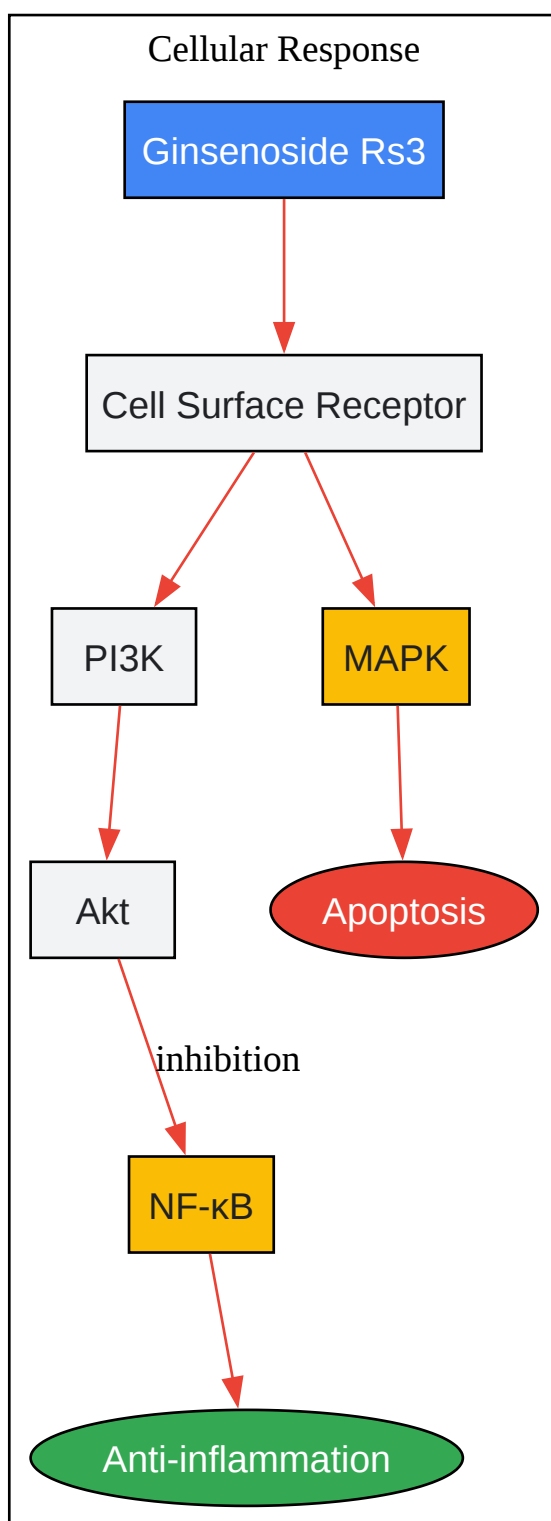 Cellular Response
Ginsenoside Rs3
Cell Surface Receptor
PI3K
MAPK
Akt
Apoptosis
inhibition
NF-κB
Anti-inflammation